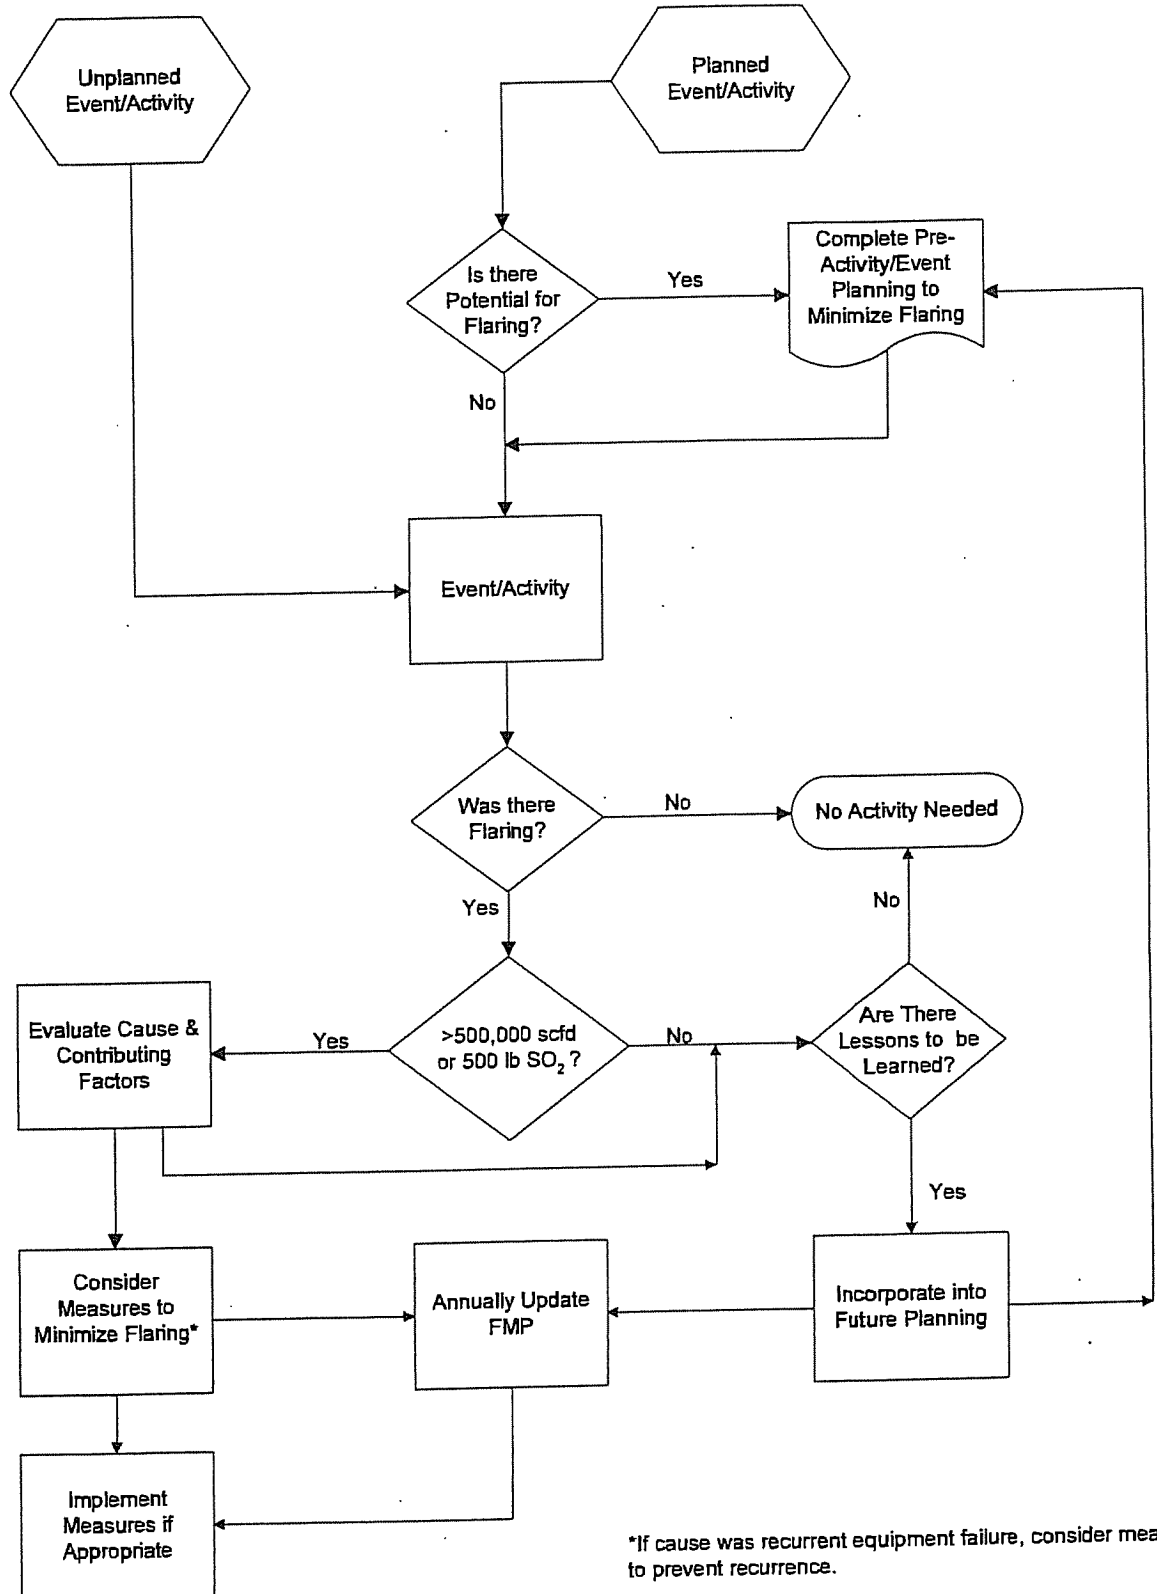 Unplanned
Event/Activity
Planned
Event/Activity
Is there
Potential for
Flaring?
Yes
Complete Pre-
Activity/Event
Planning to
Minimize Flaring
No
Event/Activity
Was there
Flaring?
No
No Activity Needed
Yes
No
>500,000 scfd
or 500 lb SO₂ ?
Yes
No
Evaluate Cause &
Contributing
Factors
Are There
Lessons to be
Learned?
Yes
Consider
Measures to
Minimize Flaring*
Annually Update
FMP
Incorporate into
Future Planning
Implement
Measures if
Appropriate
*If cause was recurrent equipment failure, consider
to prevent recurrence.